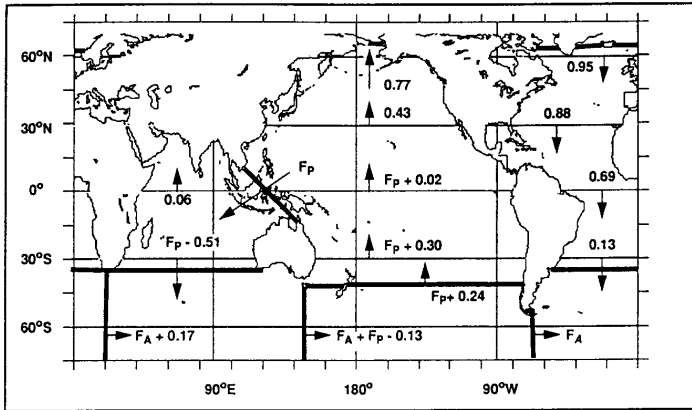 60°N
0.95
0.77
0.43
0.88
30°N
F_P
0.69
0°
0.06
F_P + 0.02
F_P - 0.51
F_P + 0.30
0.13
30°S
F_P + 0.24
60°S
F_A + 0.17
F_A + F_P - 0.13
F_A
90°E
180°
90°W